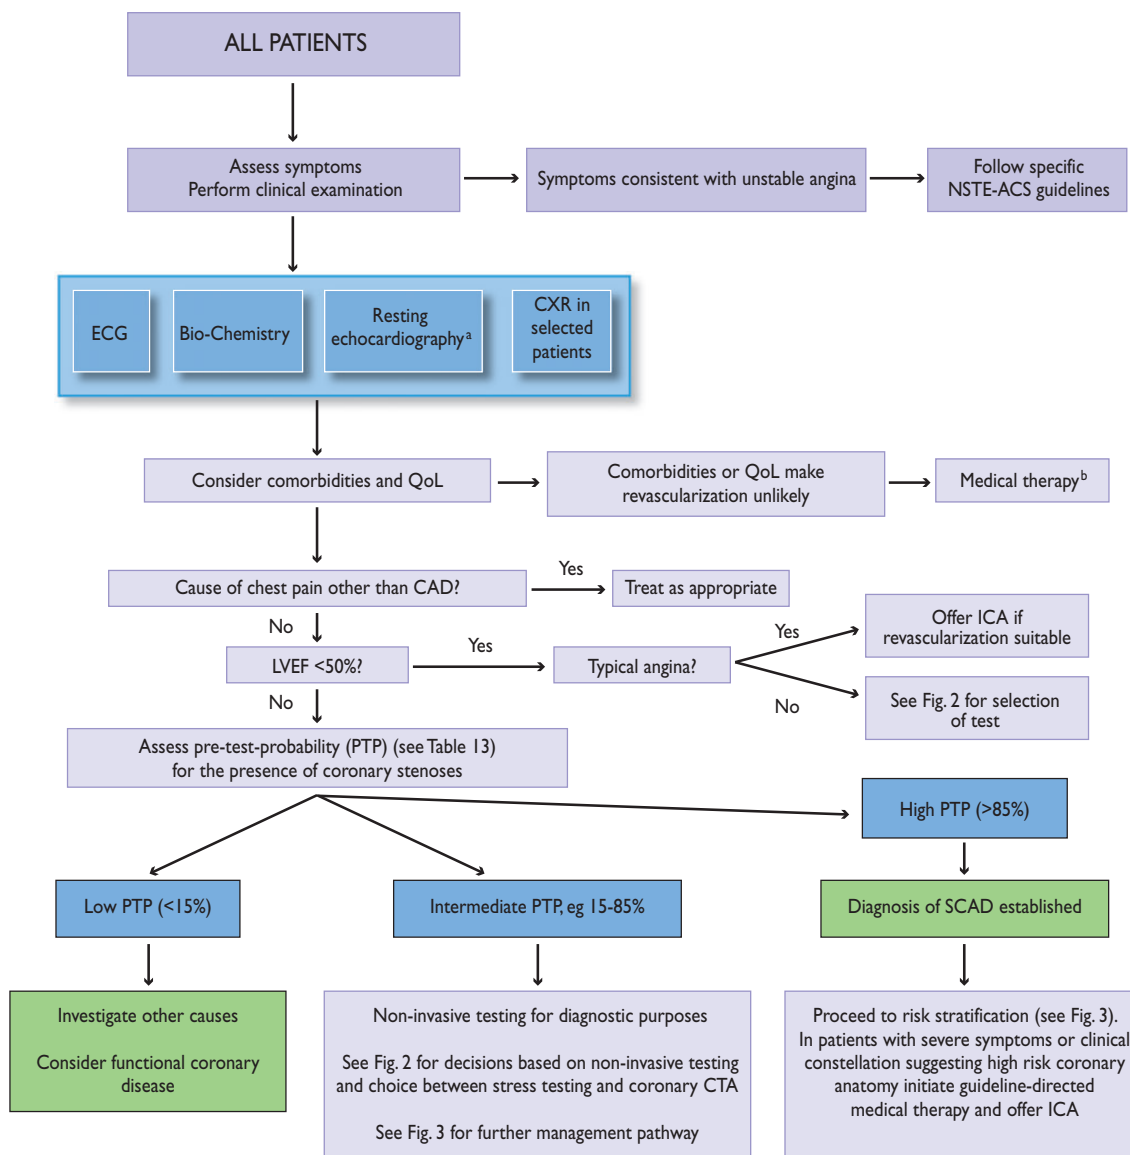 ALL PATIENTS
Assess symptoms
Perform clinical examination
Symptoms consistent with unstable angina
Follow specific
NSTE-ACS guidelines
ECG
Bio-Chemistry
Resting
echocardiographyᵃ
CXR in
selected
patients
Consider comorbidities and QoL
Comorbidities or QoL make
revascularization unlikely
Medical therapyᵇ
Cause of chest pain other than CAD?
Yes
Treat as appropriate
No
LVEF <50%?
Yes
Typical angina?
Yes
Offer ICA if
revascularization suitable
No
See Fig. 2 for selection
of test
No
Assess pre-test-probability (PTP) (see Table 13)
for the presence of coronary stenoses
Low PTP (<15%)
Intermediate PTP, eg 15-85%
High PTP (>85%)
Diagnosis of SCAD established
Investigate other causes
Consider functional coronary
disease
Non-invasive testing for diagnostic purposes
See Fig. 2 for decisions based on non-invasive testing
and choice between stress testing and coronary CTA
See Fig. 3 for further management pathway
Proceed to risk stratification (see Fig. 3).
In patients with severe symptoms or clinical
constellation suggesting high risk coronary
anatomy initiate guideline-directed
medical therapy and offer ICA